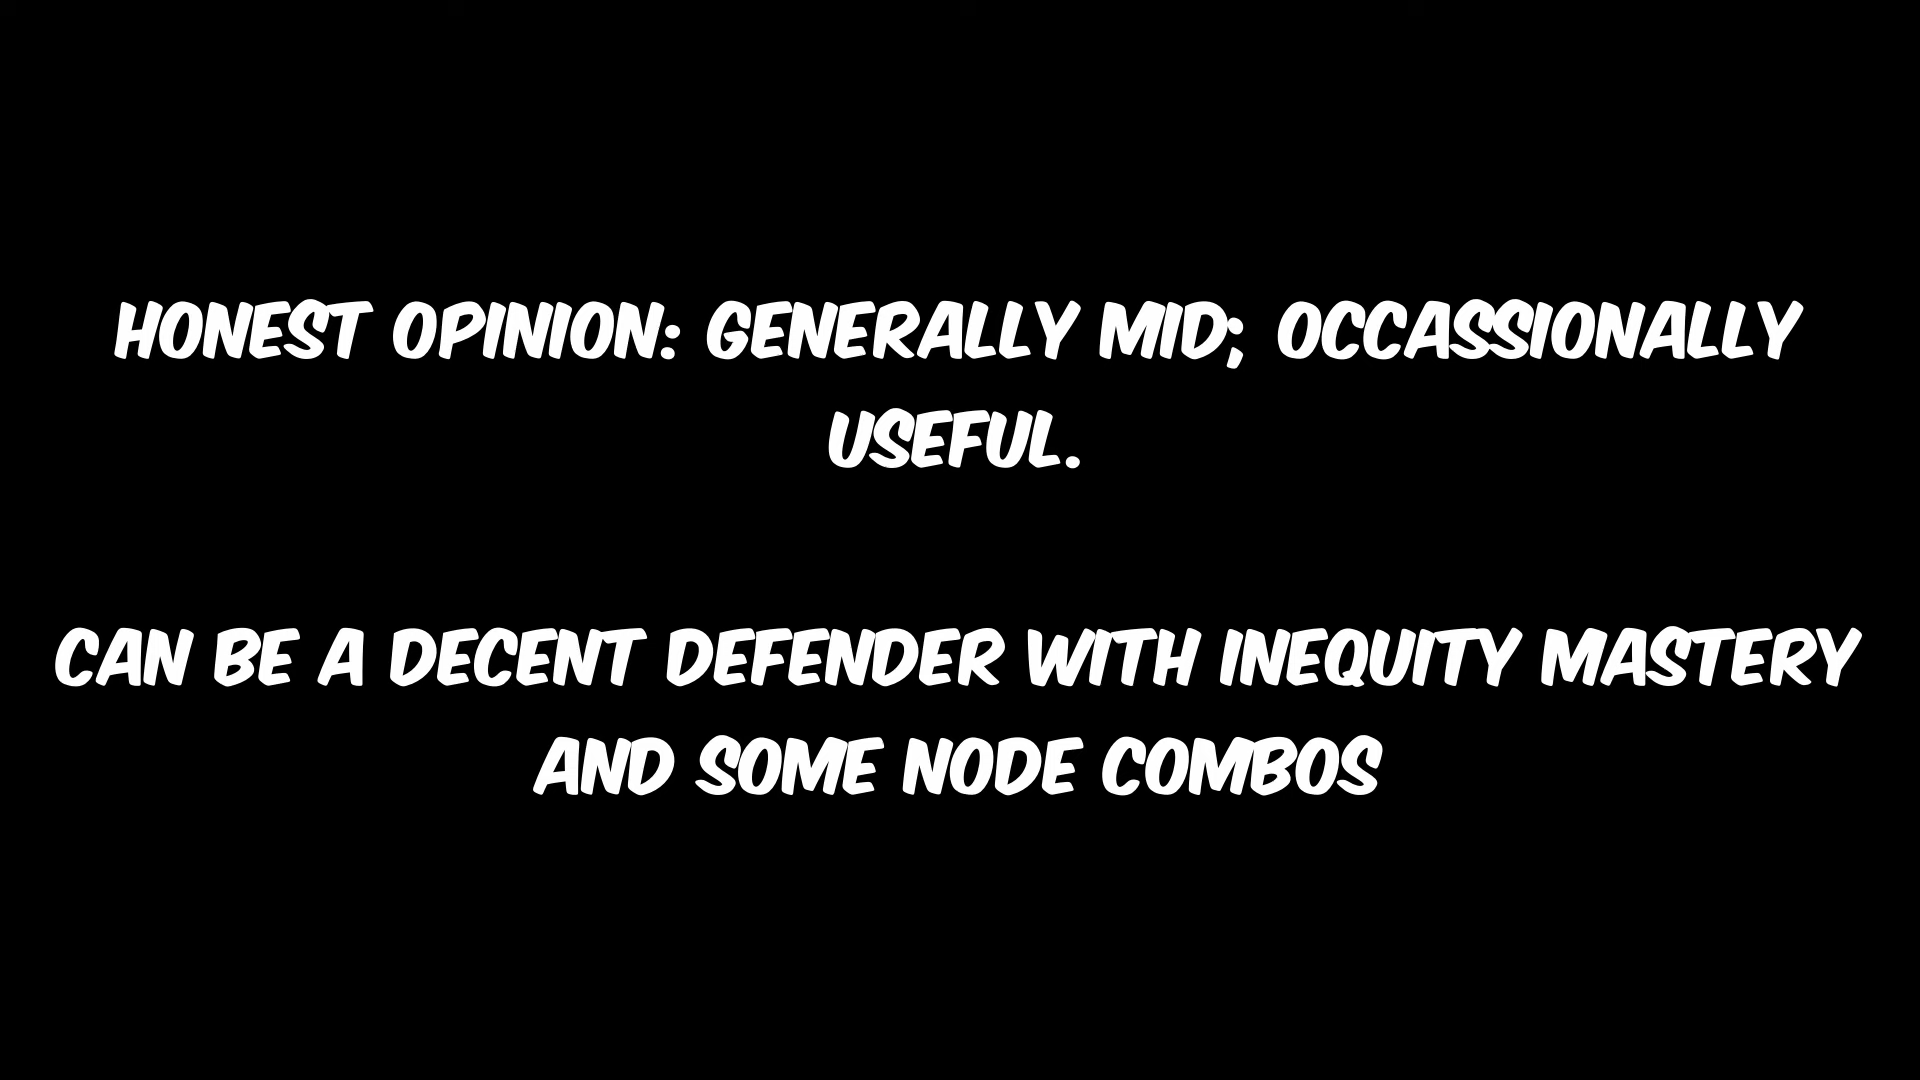 HONEST OPINION: GENERALLY MID; OCCASSIONALLY
USEFUL.
CAN BE A DECENT DEFENDER WITH INEQUITY MASTERY
AND SOME NODE COMBOS